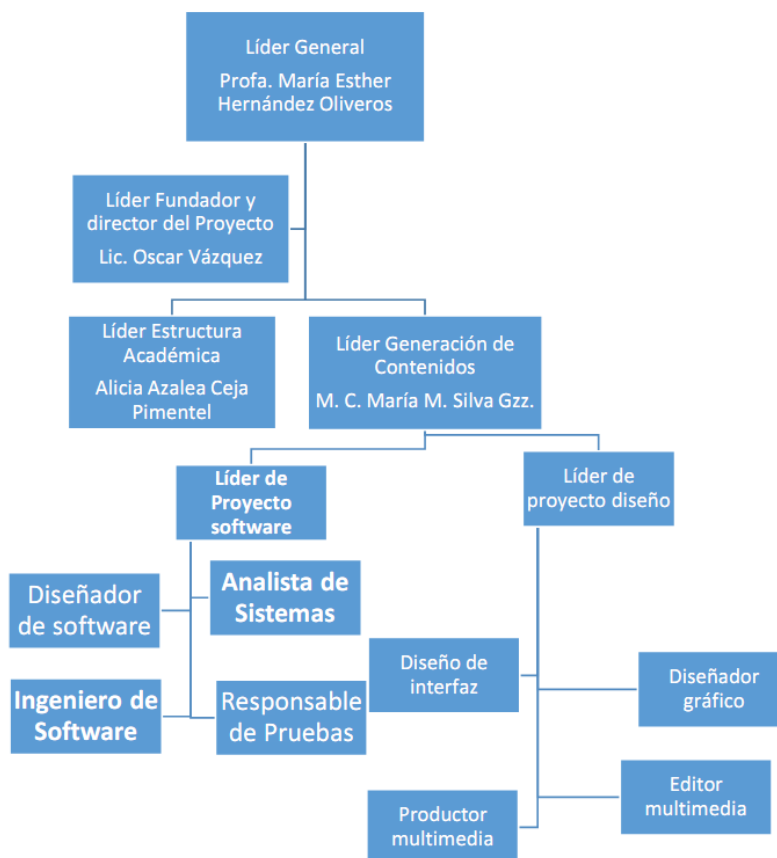 Líder General
Profa. María Esther
Hernández Oliveros
Líder Fundador y
director del Proyecto
Lic. Oscar Vázquez
Líder Estructura
Académica
Alicia Azalea Ceja
Pimentel
Líder Generación de
Contenidos
M. C. María M. Silva Gzz.
Líder de
Proyecto
software
Líder de
proyecto diseño
Diseñador
de software
Analista de
Sistemas
Ingeniero de
Software
Responsable
de Pruebas
Diseño de
interfaz
Diseñador
gráfico
Productor
multimedia
Editor
multimedia